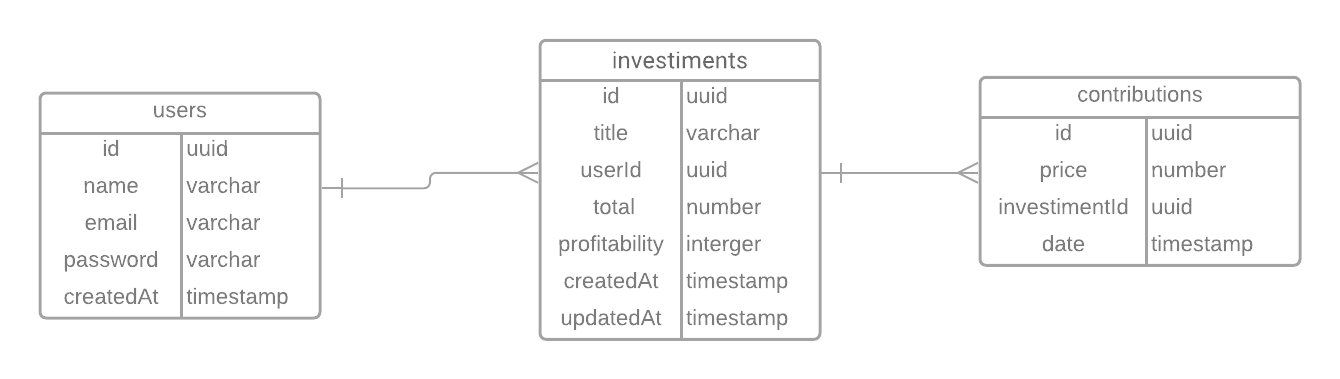 users
id uuid
name varchar
email varchar
password varchar
createdAt timestamp
investiments
id uuid
title varchar
userId uuid
total number
profitability interger
createdAt timestamp
updatedAt timestamp
contributions
id uuid
price number
investimentId uuid
date timestamp